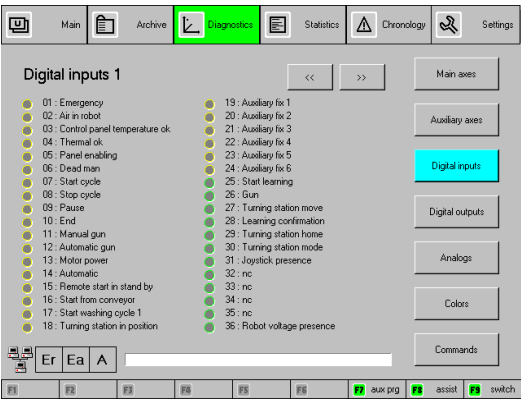 Main
Archive
Diagnostics
Statistics
Chronology
Settings
Digital inputs 1
<<
>>
01 : Emergency
02 : Air in robot
03 : Control panel temperature ok
04 : Thermal ok
05 : Panel enabling
06 : Dead man
07 : Start cycle
08 : Stop cycle
09 : Pause
10 : End
11 : Manual gun
12 : Automatic gun
13 : Motor power
14 : Automatic
15 : Remote start in stand by
16 : Start from conveyor
17 : Start washing cycle 1
18 : Turning station in position
19 : Auxiliary fix 1
20 : Auxiliary fix 2
21 : Auxiliary fix 3
22 : Auxiliary fix 4
23 : Auxiliary fix 5
24 : Auxiliary fix 6
25 : Start learning
26 : Gun
27 : Turning station move
28 : Learning confirmation
29 : Turning station home
30 : Turning station mode
31 : Joystick presence
32 : nc
33 : nc
34 : nc
35 : nc
36 : Robot voltage presence
Main axes
Auxiliary axes
Digital inputs
Digital outputs
Analogs
Colors
Commands
Er
Ea
A
F1
F2
F3
F4
F5
F6
F7 aux prg
F8 assist
F9 switch